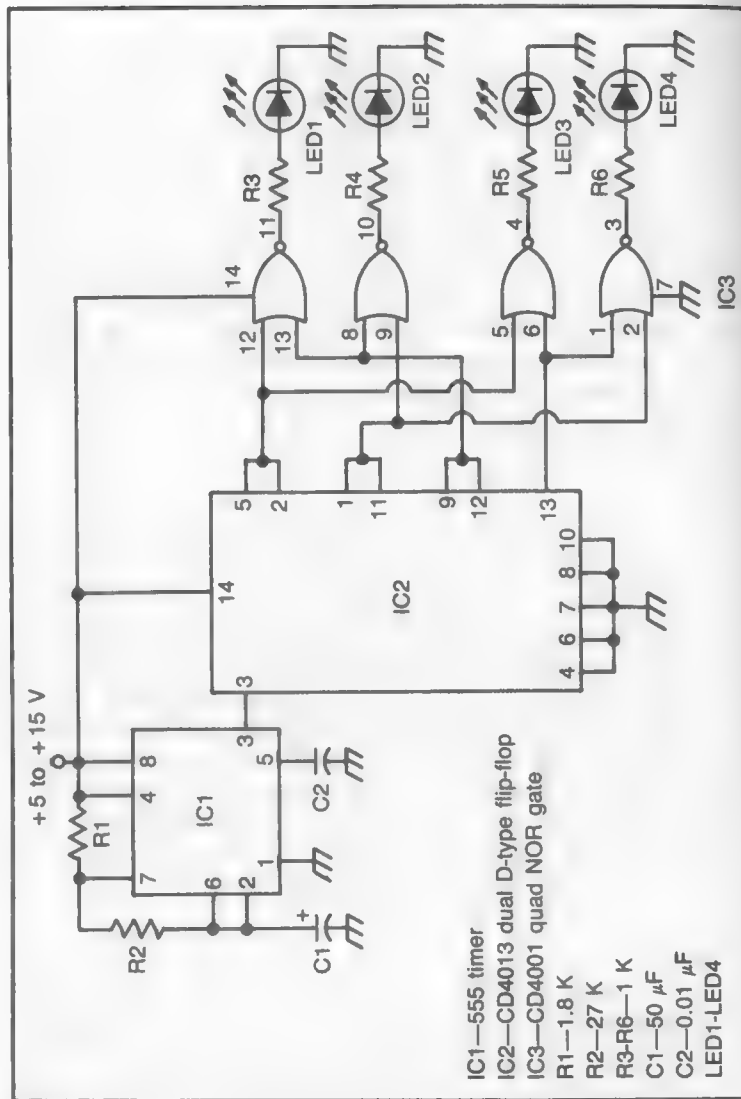 +5 to +15 V
R1
R2
7
4
8
6
2
IC1
3
1
5
C1
+
C2
3
14
IC2
5
2
1
11
9
12
13
4
6
7
8
10
14
12
13
11
R3
LED1
8
9
10
R4
LED2
5
6
4
R5
LED3
1
2
3
R6
LED4
7
IC3
IC1—555 timer
IC2—CD4013 dual D-type flip-flop
IC3—CD4001 quad NOR gate
R1—1.8 K
R2—27 K
R3-R6—1 K
C1—50 μF
C2—0.01 μF
LED1-LED4